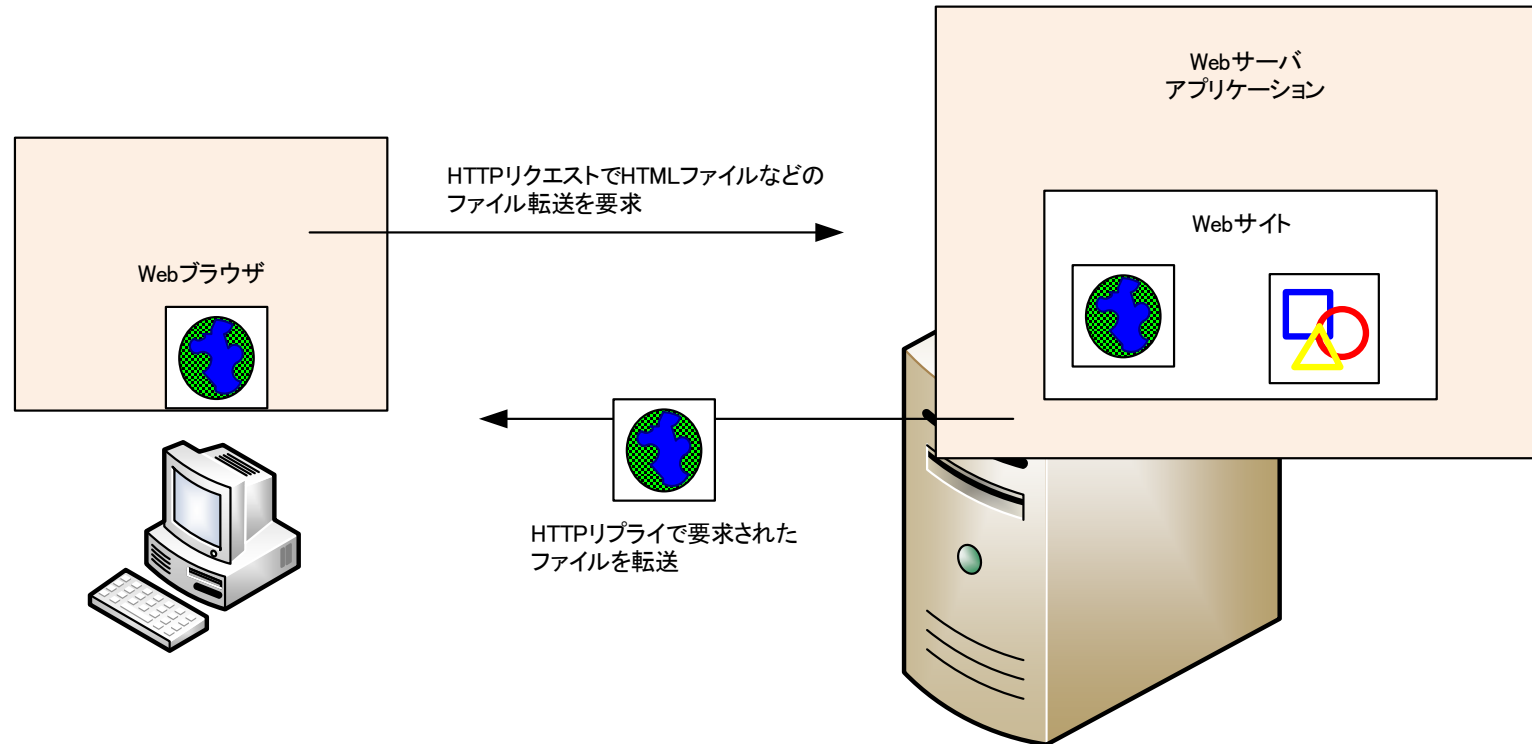 Webサーバ
アプリケーション
HTTPリクエストでHTMLファイルなどの
ファイル転送を要求
Webサイト
Webブラウザ
HTTPリプライで要求された
ファイルを転送